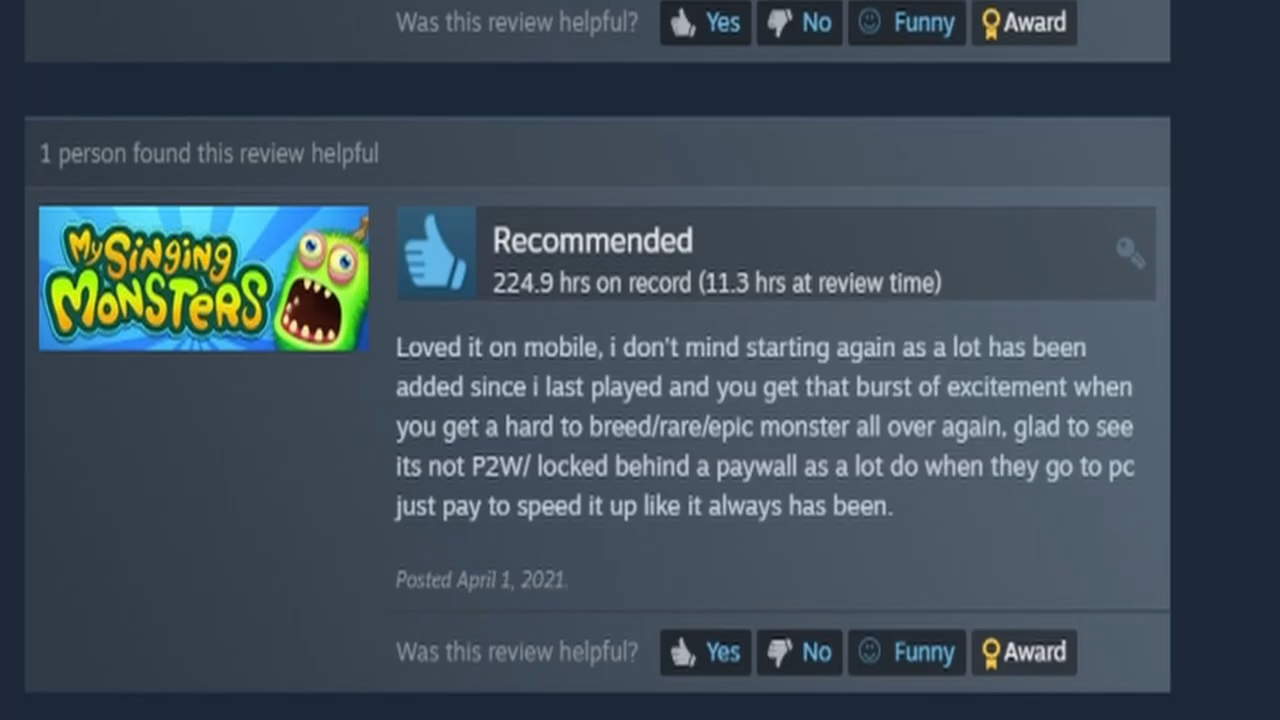 Was this review helpful? Yes No Funny Award
1 person found this review helpful
My Singing Monsters
Recommended
224.9 hrs on record (11.3 hrs at review time)
Loved it on mobile, i don't mind starting again as a lot has been
added since i last played and you get that burst of excitement when
you get a hard to breed/rare/epic monster all over again, glad to see
its not P2W/ locked behind a paywall as a lot do when they go to pc
just pay to speed it up like it always has been.
Posted April 1, 2021.
Was this review helpful? Yes No Funny Award